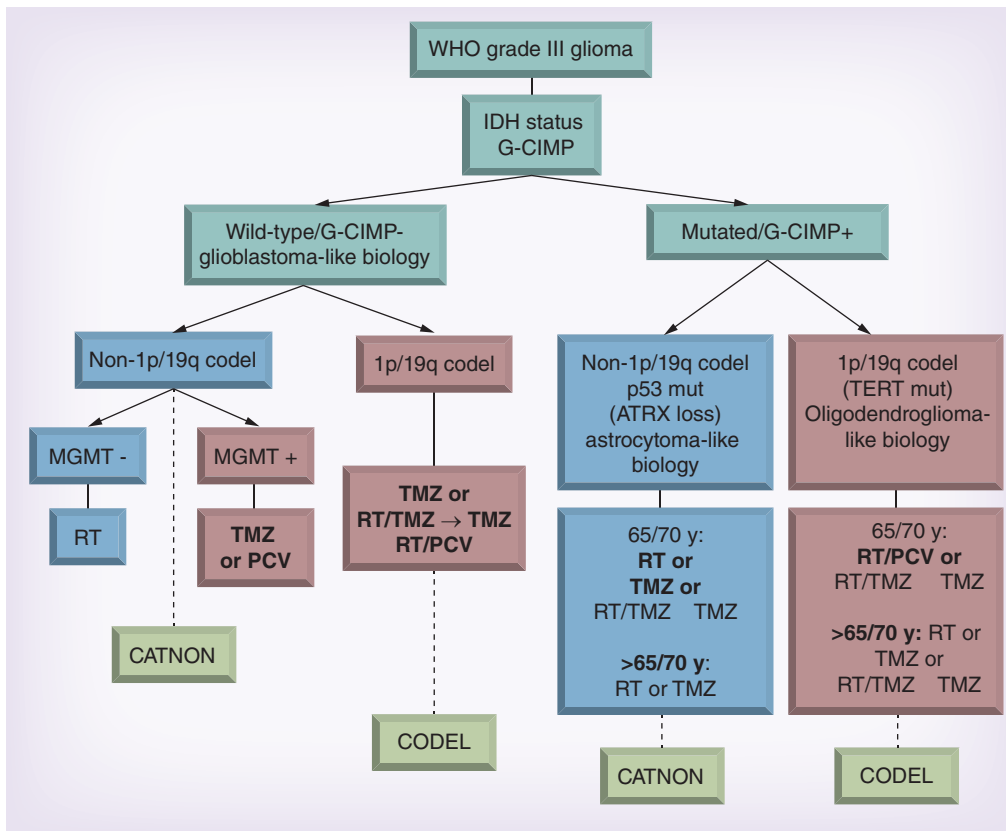 WHO grade III glioma
IDH status
G-CIMP
Wild-type/G-CIMP-
glioblastoma-like biology
Mutated/G-CIMP+
Non-1p/19q codel
1p/19q codel
Non-1p/19q codel
p53 mut
(ATRX loss)
astrocytoma-like
biology
1p/19q codel
(TERT mut)
Oligodendroglioma-
like biology
MGMT -
MGMT +
RT
TMZ
or PCV
TMZ or
RT/TMZ → TMZ
RT/PCV
65/70 y:
RT or
TMZ or
RT/TMZ TMZ
>65/70 y:
RT or TMZ
65/70 y:
RT/PCV or
RT/TMZ TMZ
>65/70 y: RT or
TMZ or
RT/TMZ TMZ
CATNON
CODEL
CATNON
CODEL